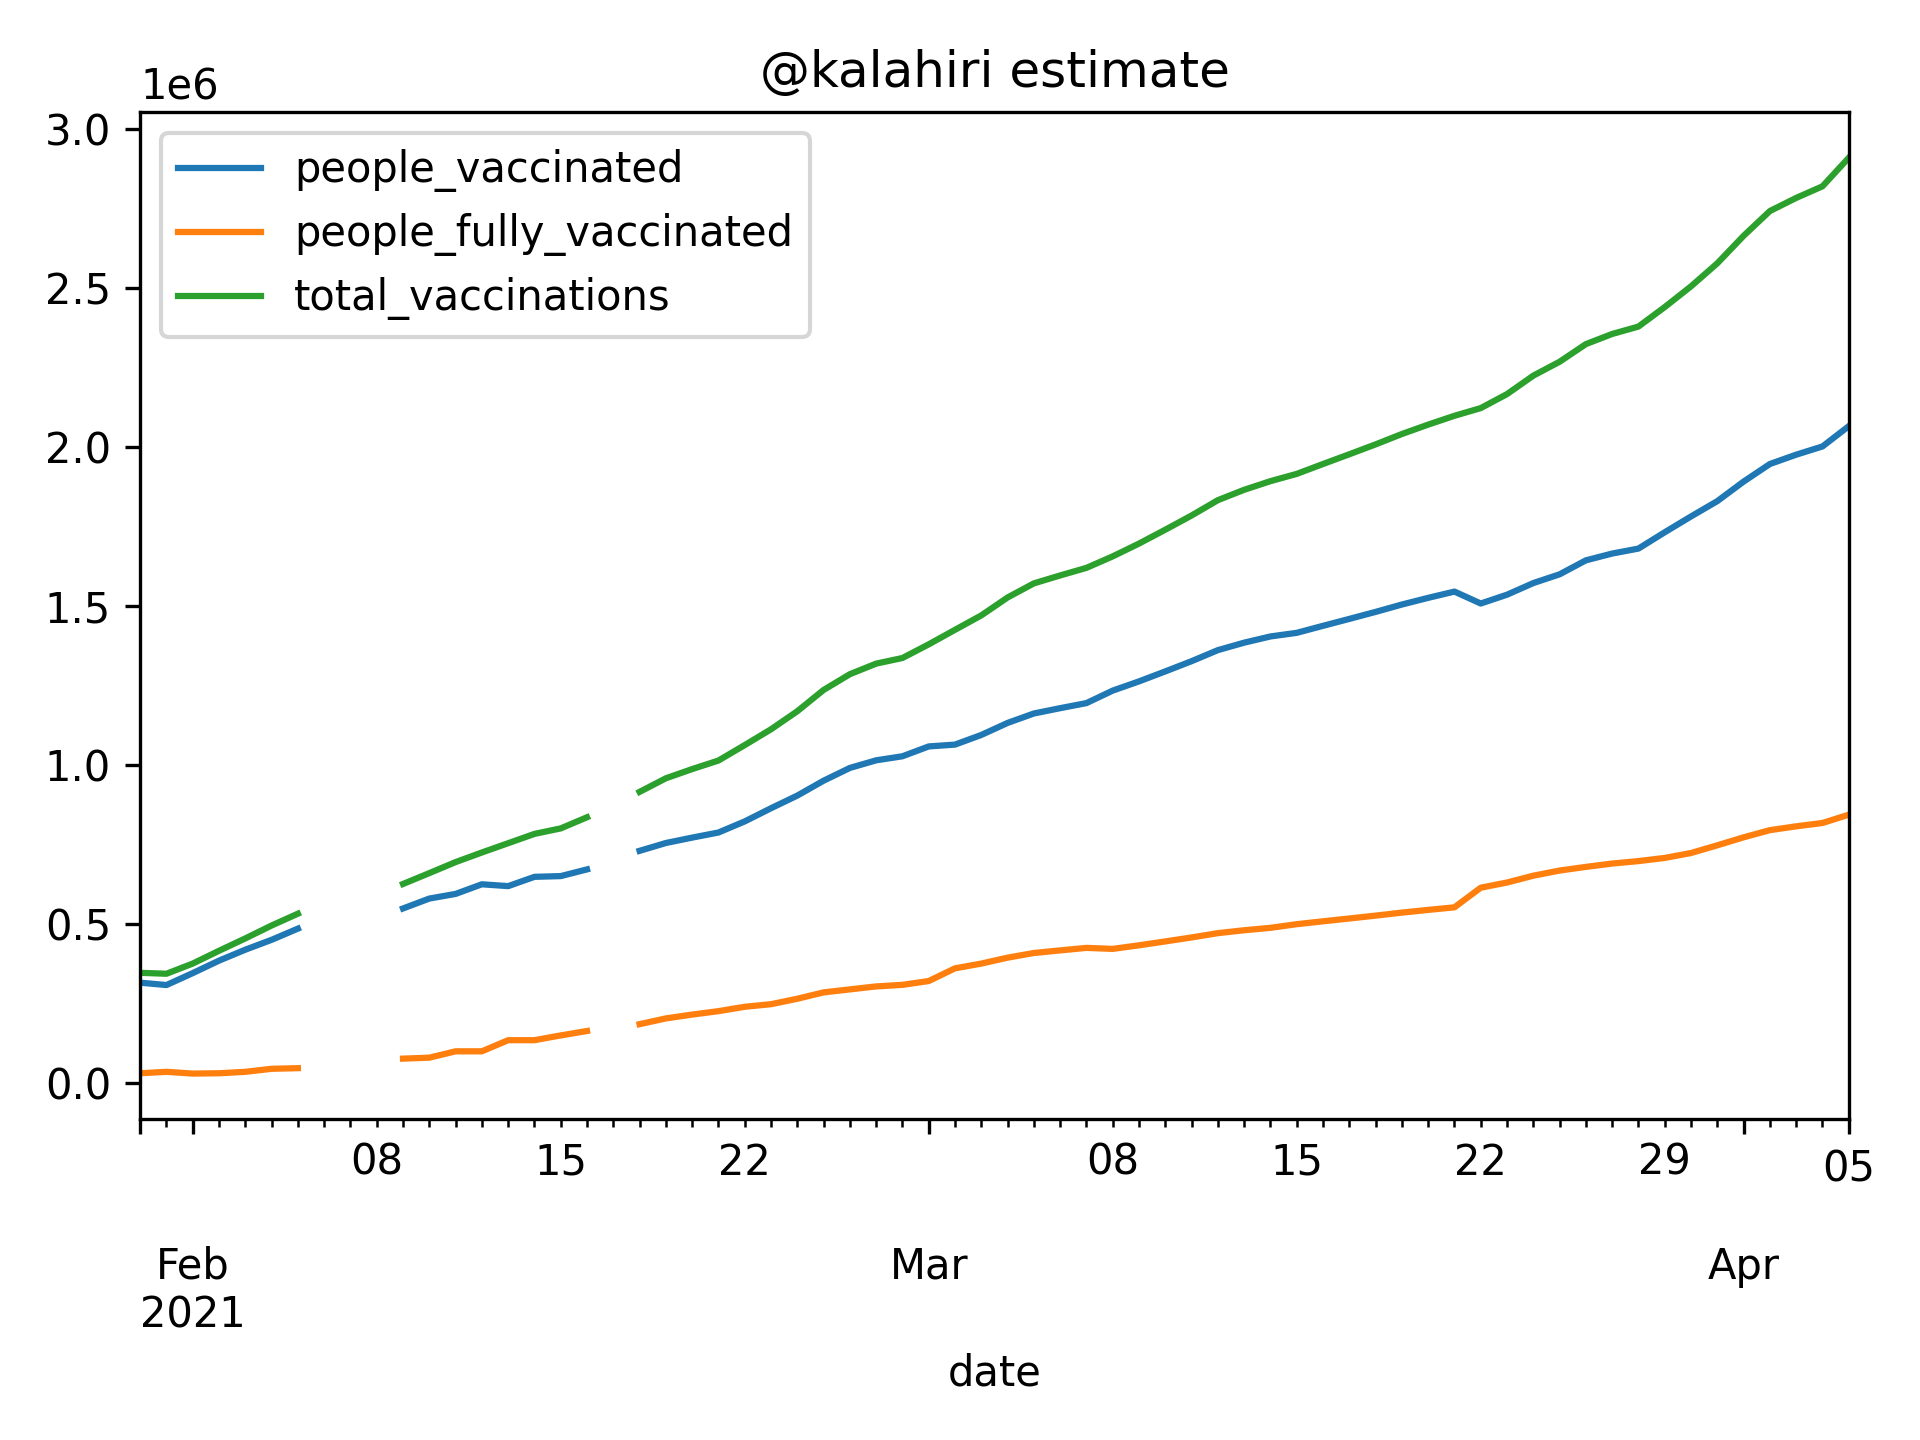 @kalahiri estimate
1e6
3.0
2.5
2.0
1.5
1.0
0.5
0.0
people_vaccinated
people_fully_vaccinated
total_vaccinations
08 15 22 08 15 22 29 05
Feb Mar Apr
2021
date